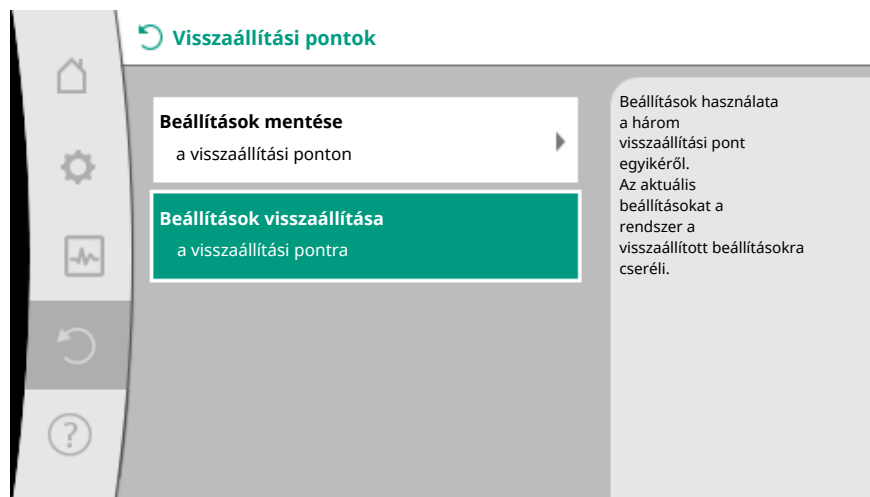 Visszaállítási pontok
Beállítások mentése
a visszaállítási ponton
Beállítások visszaállítása
a visszaállítási pontra
Beállítások használata
a három
visszaállítási pont
egyikéről.
Az aktuális
beállításokat a
rendszer a
visszaállított beállításokra
cseréli.
?